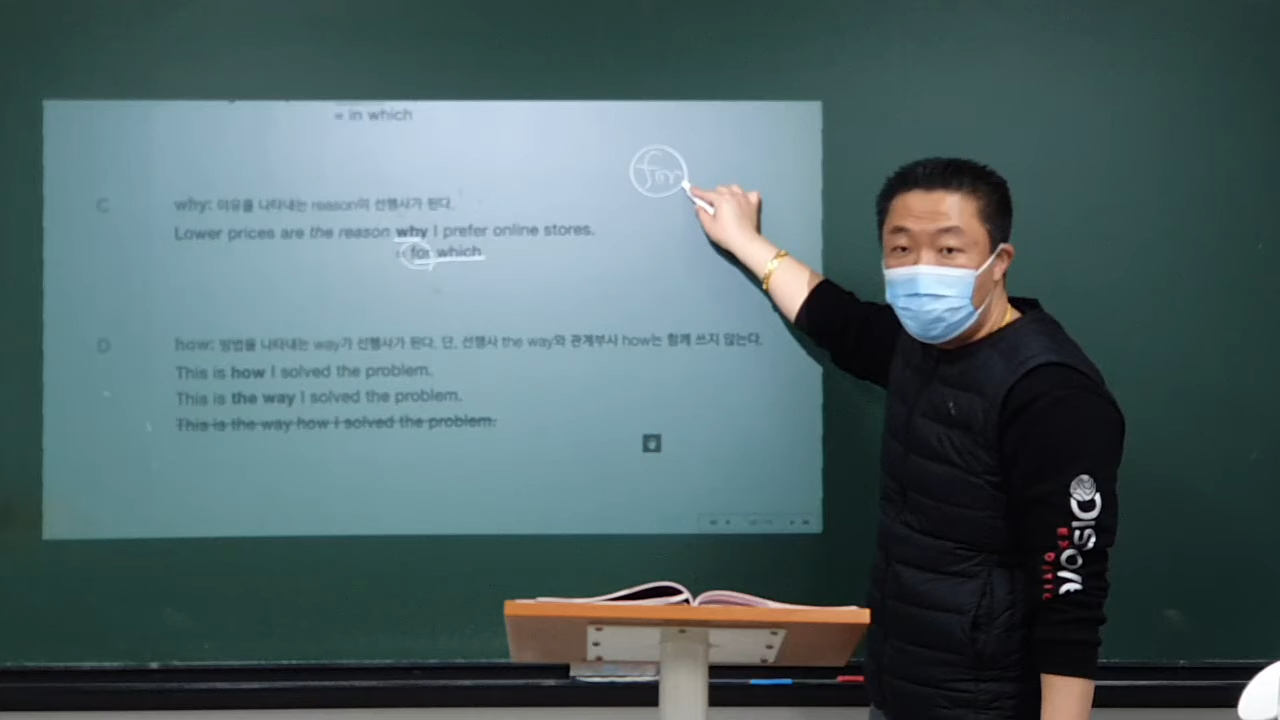 = in which
for
C why: 이유를 나타내는 reason이 선행사가 된다.
Lower prices are the reason why I prefer online stores.
= for which
D how: 방법을 나타내는 way가 선행사가 된다. 단, 선행사 the way와 관계부사 how는 함께 쓰지 않는다.
This is how I solved the problem.
This is the way I solved the problem.
This is the way how I solved the problem.